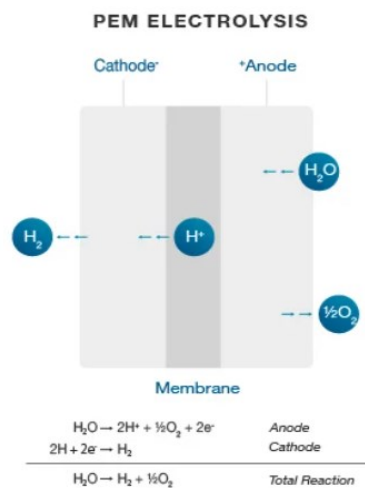 PEM ELECTROLYSIS
Cathode⁻ ⁺Anode
H₂O
H₂ H⁺
½O₂
Membrane
H₂O→ 2H⁺ + ½O₂ + 2e⁻ Anode
2H + 2e⁻ → H₂ Cathode
H₂O→ H₂ + ½O₂ Total Reaction